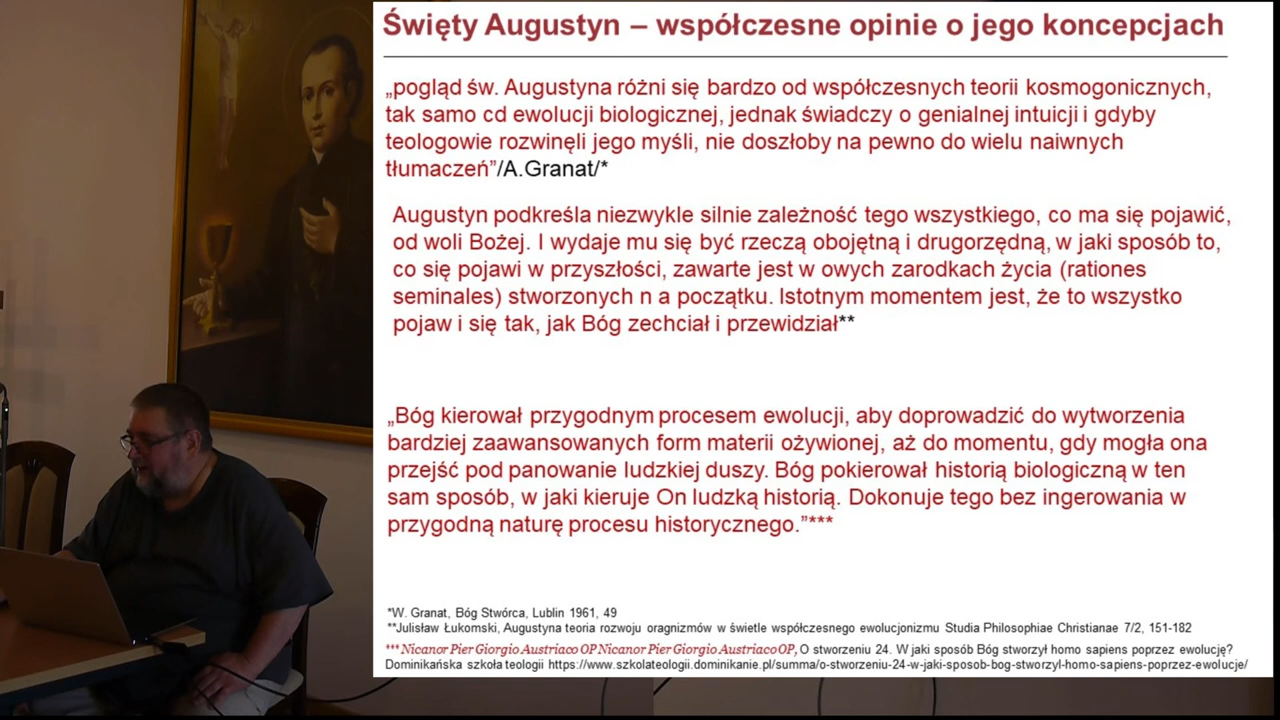 Święty Augustyn – współczesne opinie o jego koncepcjach
„pogląd św. Augustyna różni się bardzo od współczesnych teorii kosmogonicznych,
tak samo cd ewolucji biologicznej, jednak świadczy o genialnej intuicji i gdyby
teologowie rozwinęli jego myśli, nie doszłoby na pewno do wielu naiwnych
tłumaczeń”/A.Granat/*
Augustyn podkreśla niezwykle silnie zależność tego wszystkiego, co ma się pojawić,
od woli Bożej. I wydaje mu się być rzeczą obojętną i drugorzędną, w jaki sposób to,
co się pojawi w przyszłości, zawarte jest w owych zarodkach życia (rationes
seminales) stworzonych n a początku. Istotnym momentem jest, że to wszystko
pojaw i się tak, jak Bóg zechciał i przewidział**
„Bóg kierował przygodnym procesem ewolucji, aby doprowadzić do wytworzenia
bardziej zaawansowanych form materii ożywionej, aż do momentu, gdy mogła ona
przejść pod panowanie ludzkiej duszy. Bóg pokierował historią biologiczną w ten
sam sposób, w jaki kieruje On ludzką historią. Dokonuje tego bez ingerowania w
przygodną naturę procesu historycznego.”***
*W. Granat, Bóg Stwórca, Lublin 1961, 49
**Julisław Łukomski, Augustyna teoria rozwoju oragnizmów w świetle współczesnego ewolucjonizmu Studia Philosophiae Christianae 7/2, 151-182
***Nicanor Pier Giorgio Austriaco OP Nicanor Pier Giorgio Austriaco OP, O stworzeniu 24. W jaki sposób Bóg stworzył homo sapiens poprzez ewolucję?
Dominikańska szkoła teologii https://www.szkolateologii.dominikanie.pl/summa/o-stworzeniu-24-w-jaki-sposob-bog-stworzyl-homo-sapiens-poprzez-ewolucje/